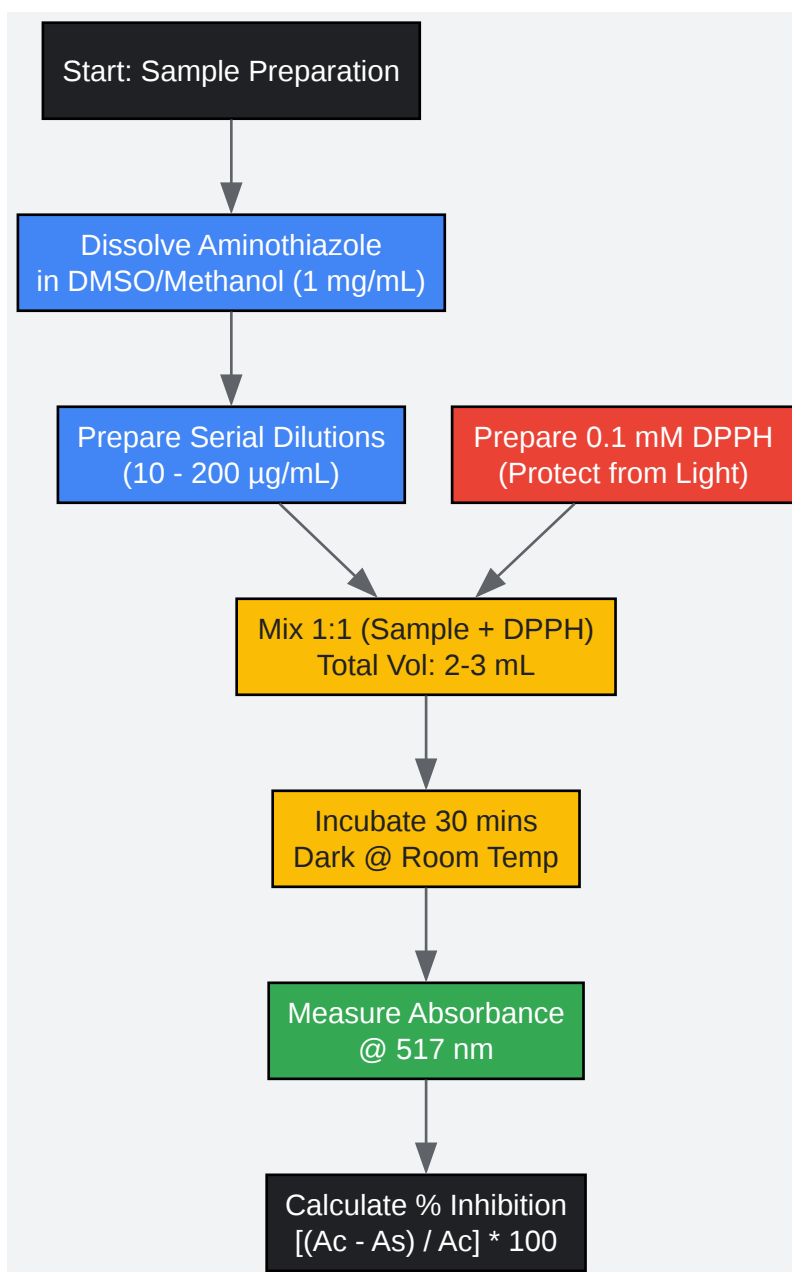 Start: Sample Preparation
Dissolve Aminothiazole
in DMSO/Methanol (1 mg/mL)
Prepare Serial Dilutions
(10 - 200 µg/mL)
Prepare 0.1 mM DPPH
(Protect from Light)
Mix 1:1 (Sample + DPPH)
Total Vol: 2-3 mL
Incubate 30 mins
Dark @ Room Temp
Measure Absorbance
@ 517 nm
Calculate % Inhibition
[(Ac - As) / Ac] * 100